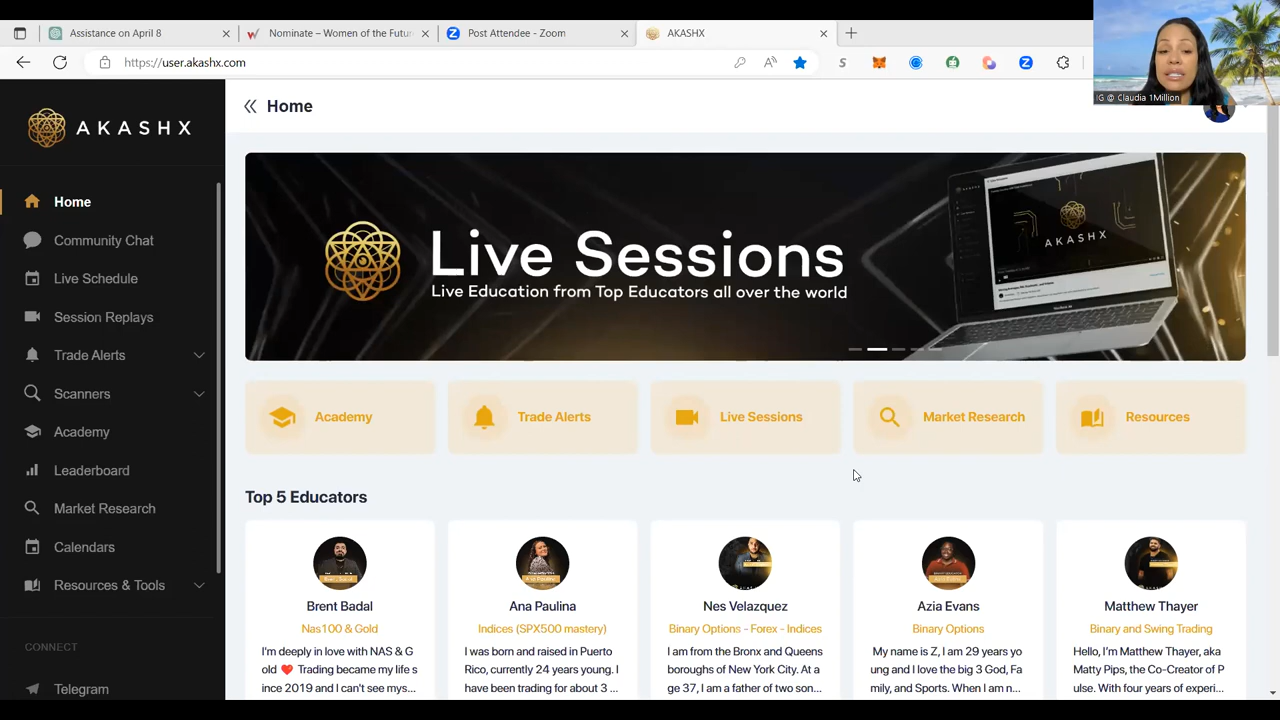 Assistance on April 8
Nominate – Women of the Futur
Post Attendee - Zoom
AKASHX
https://user.akashx.com
IG @ Claudia 1Million
AKASHX
Home
Home
Community Chat
Live Schedule
Session Replays
Trade Alerts
Scanners
Academy
Leaderboard
Market Research
Calendars
Resources & Tools
CONNECT
Telegram
Live Sessions
Live Education from Top Educators all over the world
AKASHX
Academy
Trade Alerts
Live Sessions
Market Research
Resources
Top 5 Educators
Brent Badal
Nas100 & Gold
I'm deeply in love with NAS & G
old ❤️ Trading became my life s
ince 2019 and I can't see mys...
Ana Paulina
Indices (SPX500 mastery)
I was born and raised in Puerto
Rico, currently 24 years young. I
have been trading for about 3 ...
Nes Velazquez
Binary Options - Forex - Indices
I am from the Bronx and Queens
boroughs of New York City. At a
ge 37, I am a father of two son...
Azia Evans
Binary Options
My name is Z, I am 29 years yo
ung and I love the big 3 God, Fa
mily, and Sports. When I am n...
Matthew Thayer
Binary and Swing Trading
Hello, I'm Matthew Thayer, aka
Matty Pips, the Co-Creator of P
ulse. With four years of experi...